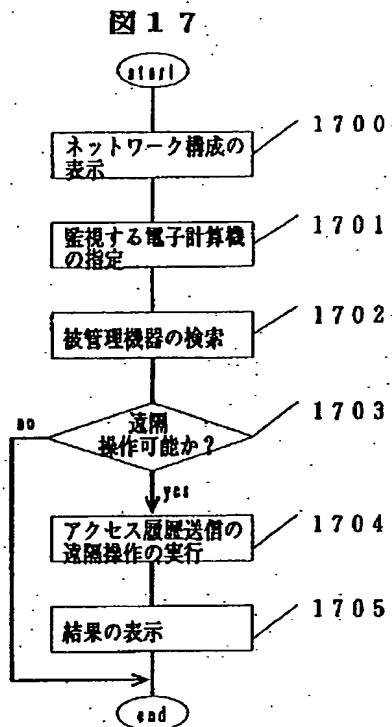 図17
start
ネットワーク構成の
表示
1700
監視する電子計算機
の指定
1701
被管理機器の検索
1702
遠隔
操作可能か?
1703
no
yes
アクセス履歴送信の
遠隔操作の実行
1704
結果の表示
1705
end